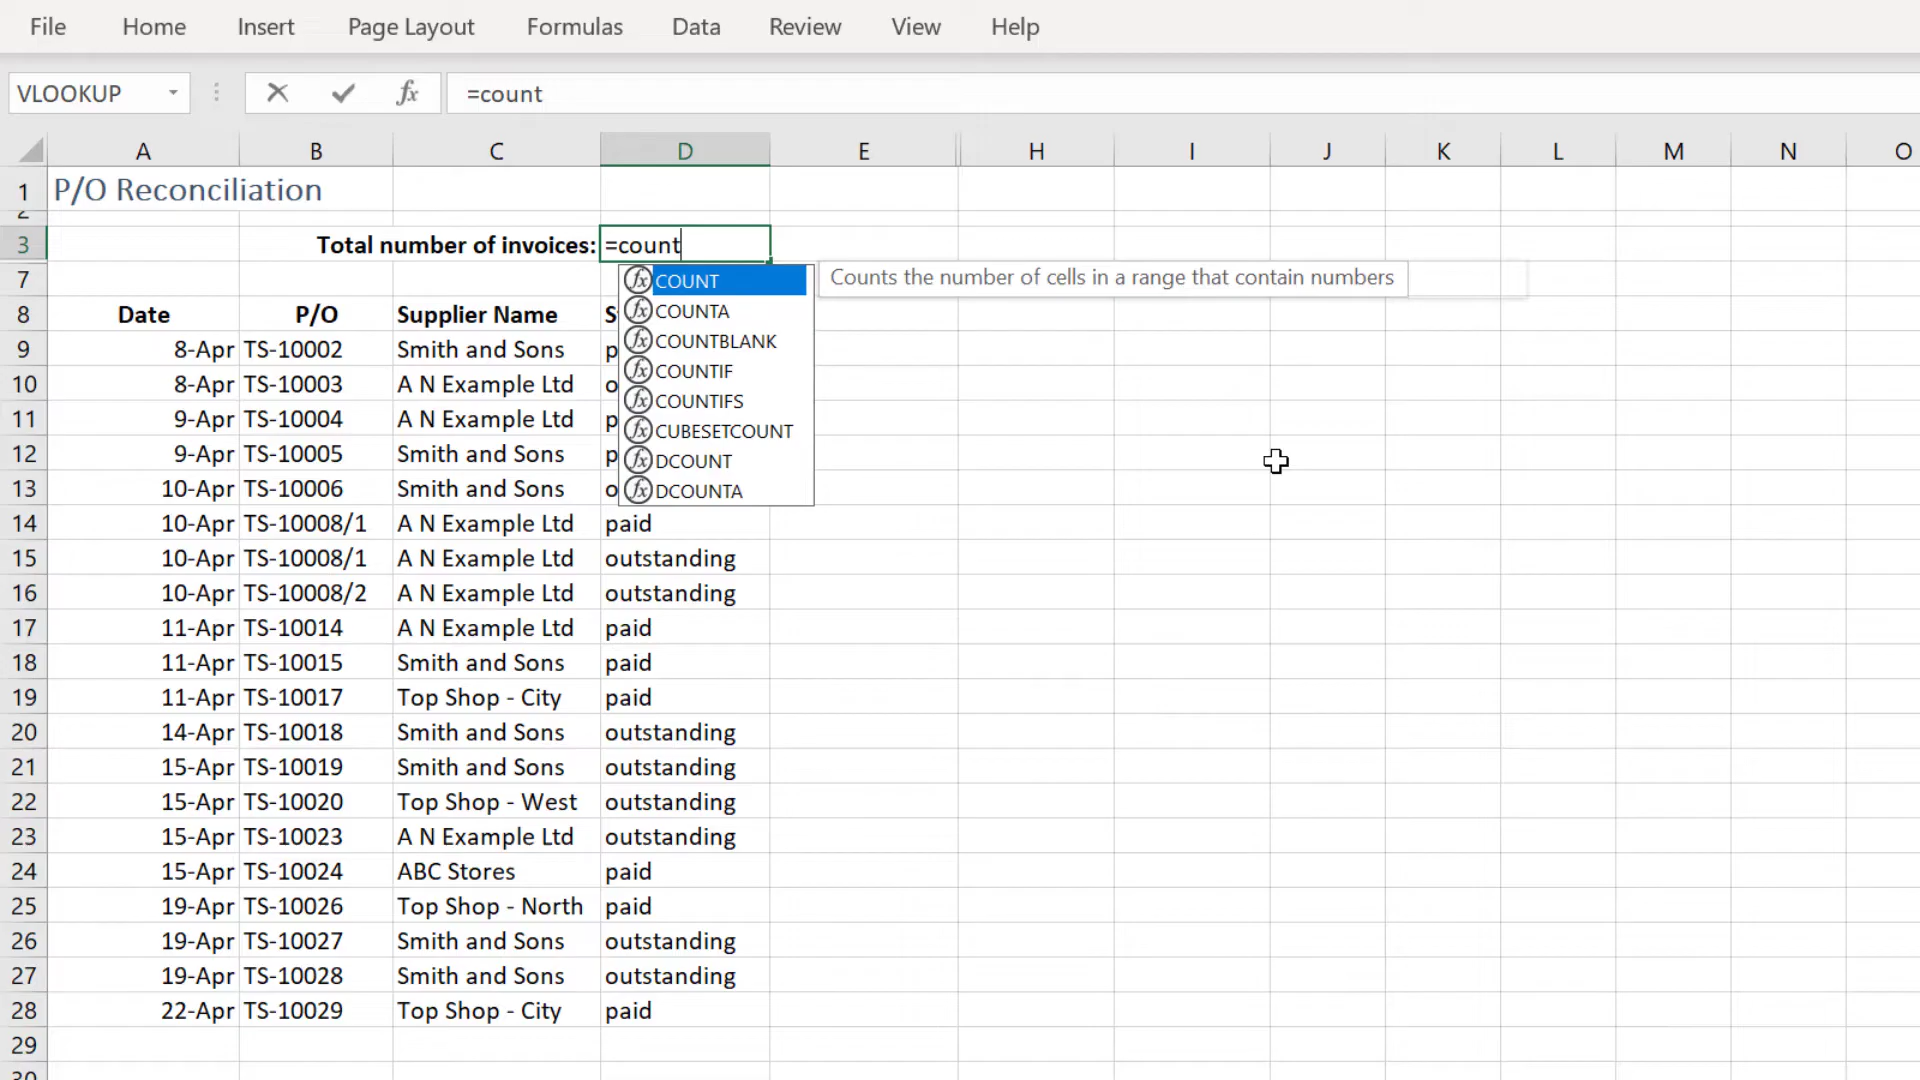 File Home Insert Page Layout Formulas Data Review View Help
VLOOKUP fx =count
A B C D E H I J K L M N O
1 P/O Reconciliation
2
3 Total number of invoices: =count
7 fx COUNT Counts the number of cells in a range that contain numbers
fx COUNTA
fx COUNTBLANK
fx COUNTIF
fx COUNTIFS
fx CUBESETCOUNT
fx DCOUNT
fx DCOUNTA
8 Date P/O Supplier Name S
9 8-Apr TS-10002 Smith and Sons p
10 8-Apr TS-10003 A N Example Ltd o
11 9-Apr TS-10004 A N Example Ltd p
12 9-Apr TS-10005 Smith and Sons p
13 10-Apr TS-10006 Smith and Sons o
14 10-Apr TS-10008/1 A N Example Ltd paid
15 10-Apr TS-10008/1 A N Example Ltd outstanding
16 10-Apr TS-10008/2 A N Example Ltd outstanding
17 11-Apr TS-10014 A N Example Ltd paid
18 11-Apr TS-10015 Smith and Sons paid
19 11-Apr TS-10017 Top Shop - City paid
20 14-Apr TS-10018 Smith and Sons outstanding
21 15-Apr TS-10019 Smith and Sons outstanding
22 15-Apr TS-10020 Top Shop - West outstanding
23 15-Apr TS-10023 A N Example Ltd outstanding
24 15-Apr TS-10024 ABC Stores paid
25 19-Apr TS-10026 Top Shop - North paid
26 19-Apr TS-10027 Smith and Sons outstanding
27 19-Apr TS-10028 Smith and Sons outstanding
28 22-Apr TS-10029 Top Shop - City paid
29
30